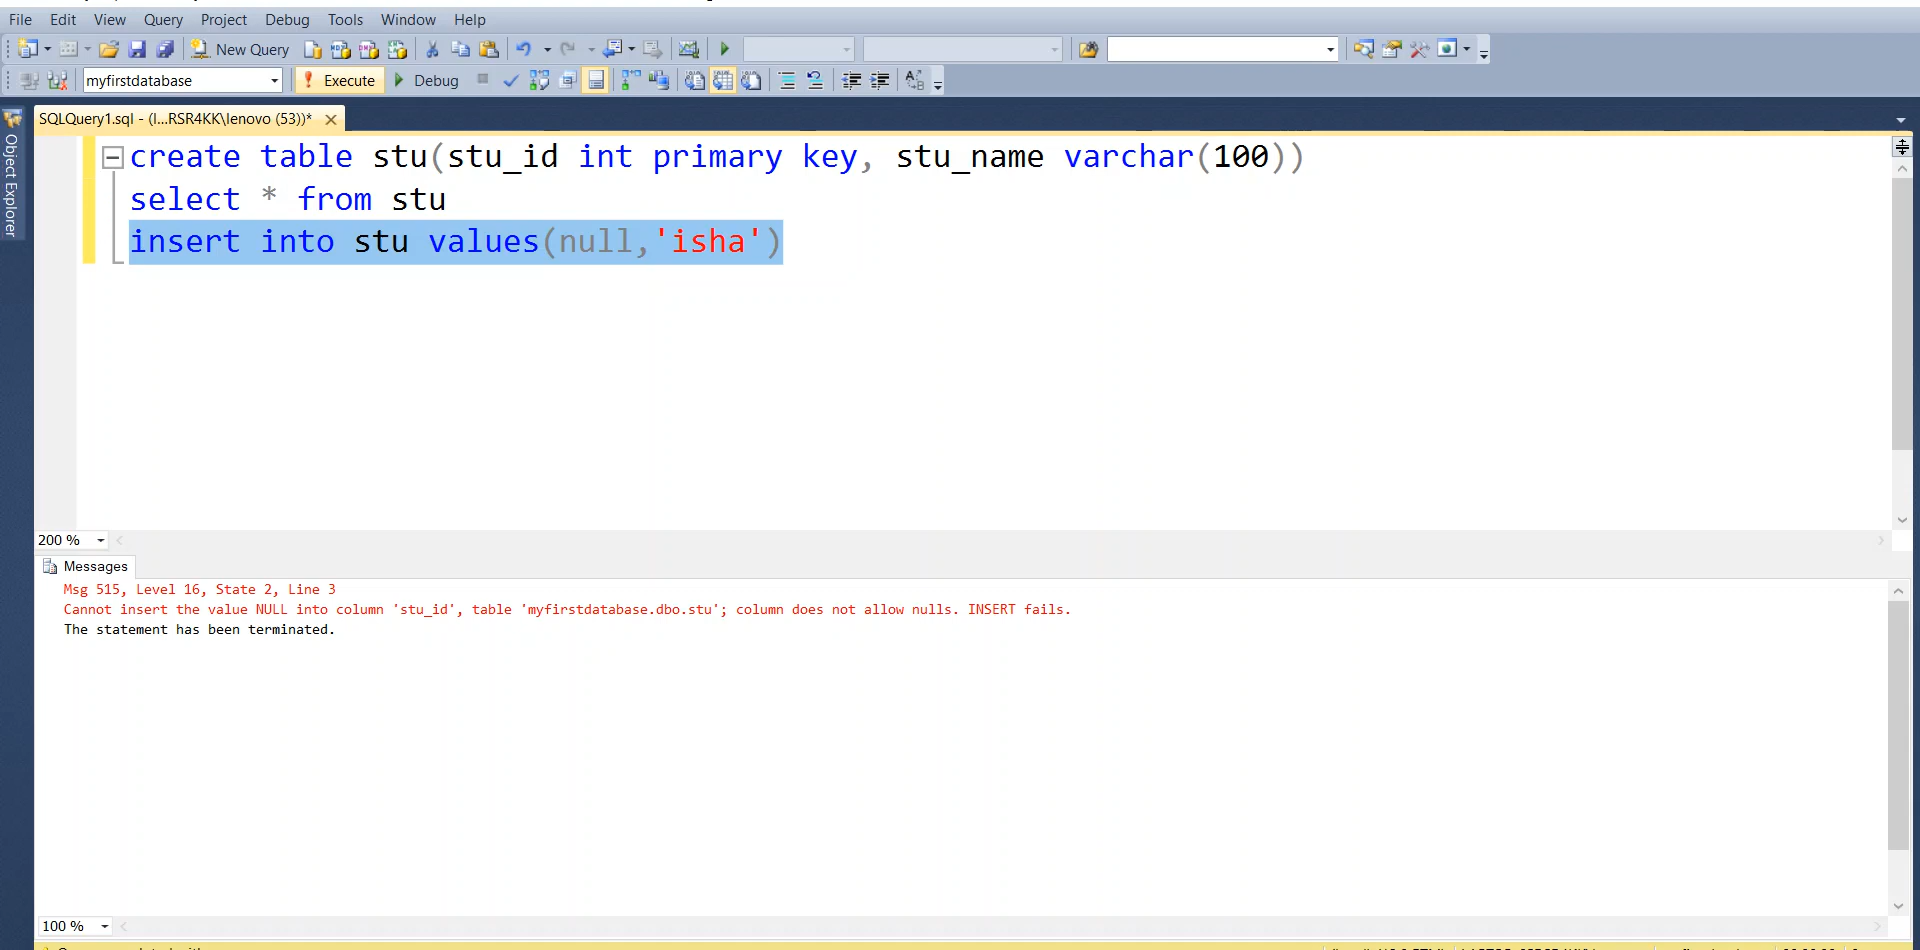 File Edit View Query Project Debug Tools Window Help
New Query
myfirstdatabase Execute Debug
SQLQuery1.sql - (l...RSR4KK\lenovo (53))*
Object Explorer
create table stu(stu_id int primary key, stu_name varchar(100))
select * from stu
insert into stu values(null,'isha')
200 %
Messages
Msg 515, Level 16, State 2, Line 3
Cannot insert the value NULL into column 'stu_id', table 'myfirstdatabase.dbo.stu'; column does not allow nulls. INSERT fails.
The statement has been terminated.
100 %